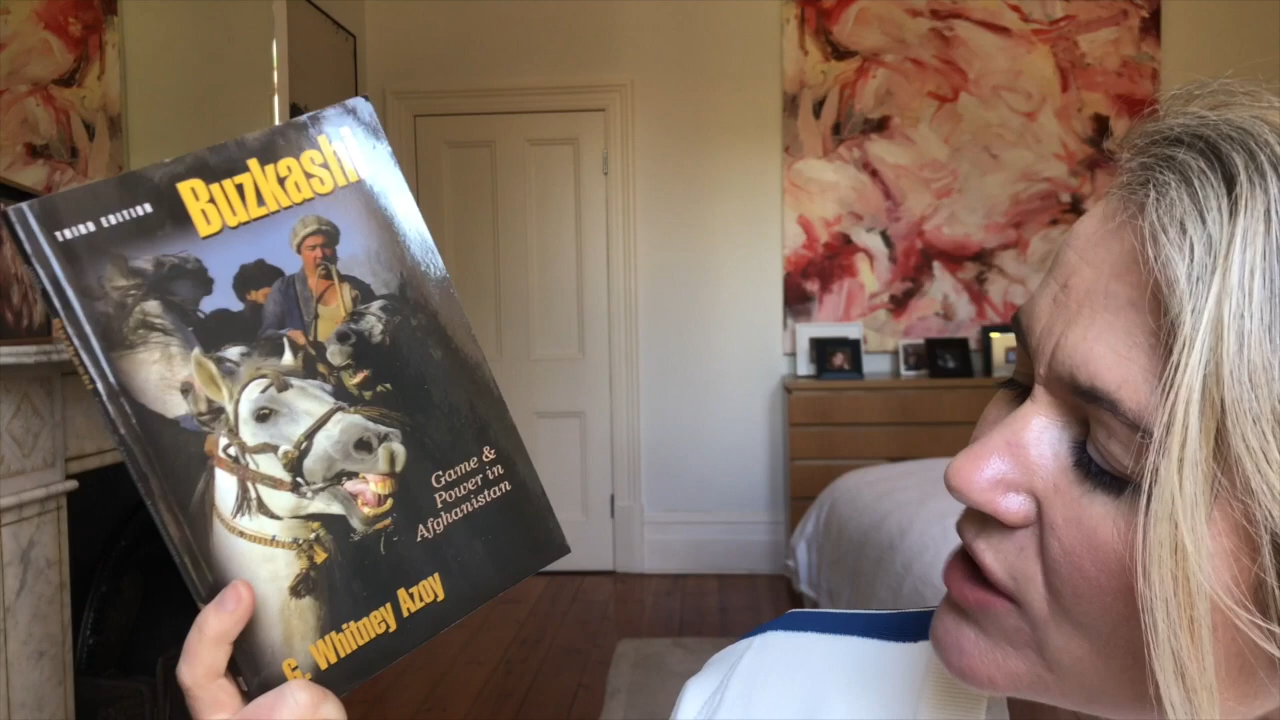 THIRD EDITION
Buzkashi
Game &
Power in
Afghanistan
G. Whitney Azoy